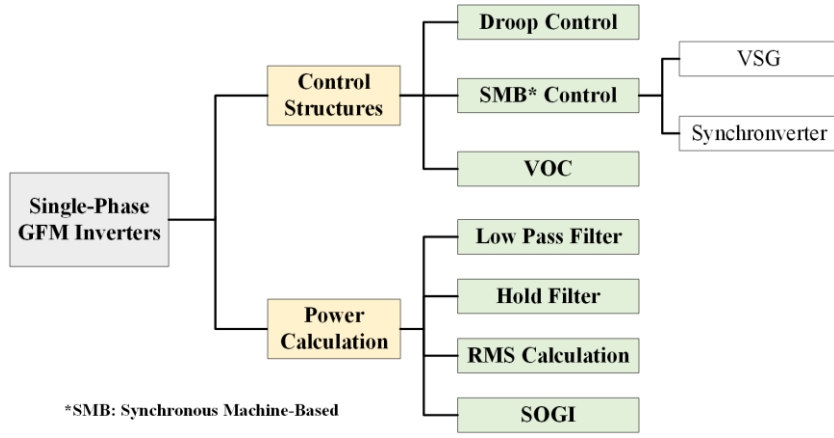 Single-Phase
GFM Inverters
Control
Structures
Droop Control
SMB* Control
VSG
Synchronverter
VOC
Power
Calculation
Low Pass Filter
Hold Filter
RMS Calculation
SOGI
*SMB: Synchronous Machine-Based